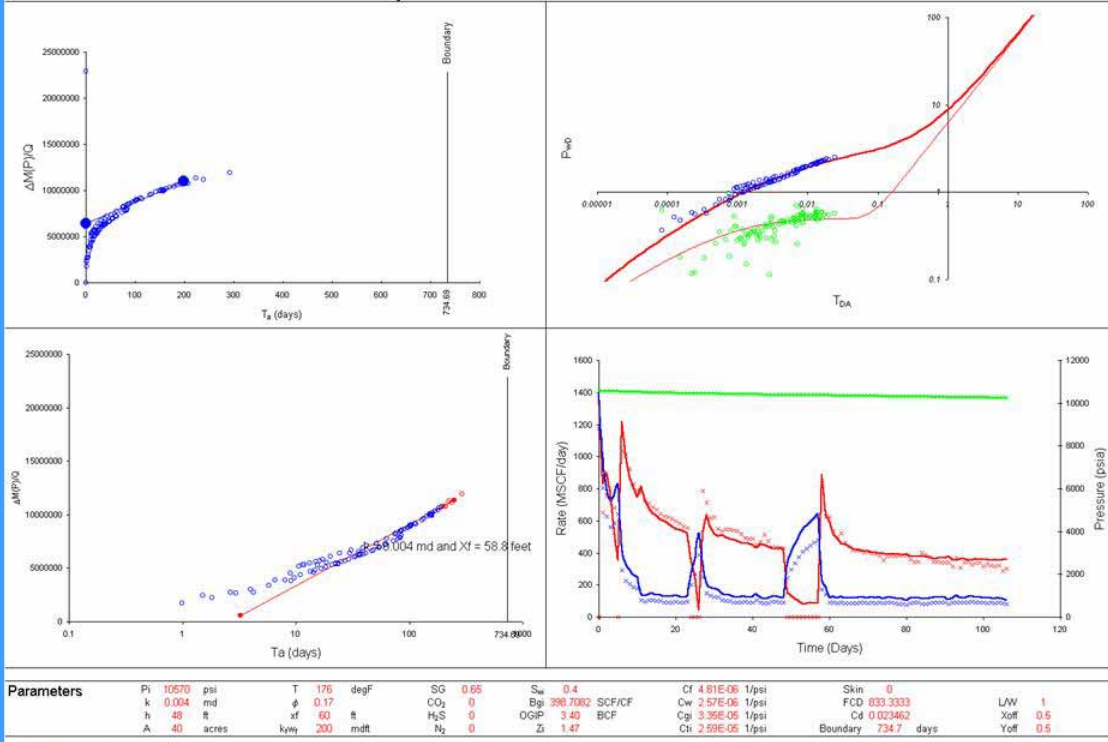 Boundary
25000000
20000000
15000000
10000000
5000000
0
ΔM(P)/Q
0 100 200 300 400 500 600 700 800
734.69
Ta (days)
100
10
1
0.1
PwD
0.00001 0.0001 0.001 0.01 0.1 1 10 100
TDA
Boundary
25000000
20000000
15000000
10000000
5000000
0
ΔM(P)/Q
0.004 md and Xf = 58.8 feet
0.1 1 10 100 1000
734.69
Ta (days)
1600
1400
1200
1000
800
600
400
200
0
Rate (MSCF/day)
12000
10000
8000
6000
4000
2000
0
Pressure (psia)
0 20 40 60 80 100 120
Time (Days)
Parameters
Pi 10570 psi T 176 degF SG 0.65 Swi 0.4 Cf 4.81E-06 1/psi Skin 0
k 0.004 md ϕ 0.17 CO2 0 Bgi 398.7082 SCF/CF Cw 2.57E-06 1/psi FCD 833.3333 L/W 1
h 48 ft xf 60 ft H2S 0 OGIP 3.40 BCF Cgi 3.35E-05 1/psi Cd 0.023462 Xoff 0.5
A 40 acres kfwf 200 mdft N2 0 Zi 1.47 Cti 2.59E-05 1/psi Boundary 734.7 days Yoff 0.5